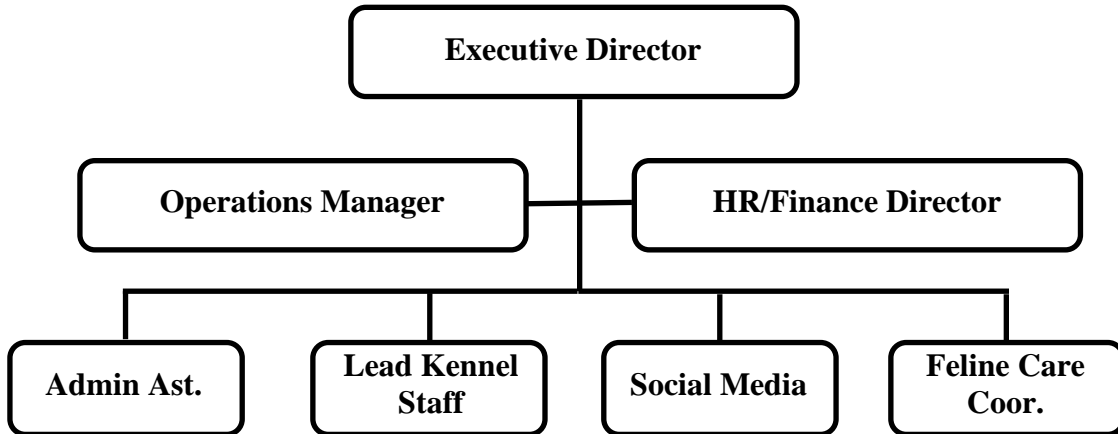 Executive Director
Operations Manager
HR/Finance Director
Admin Ast.
Lead Kennel
Staff
Social Media
Feline Care
Coor.